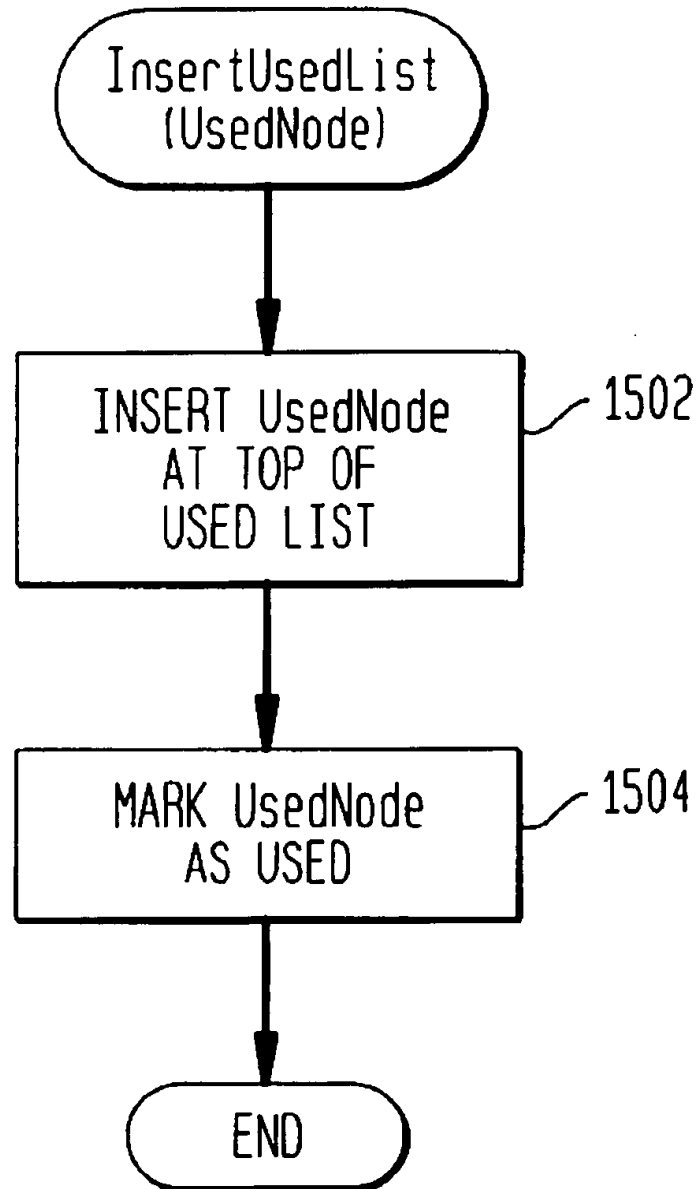 InsertUsedList
(UsedNode)
INSERT UsedNode
AT TOP OF
USED LIST
1502
MARK UsedNode
AS USED
1504
END